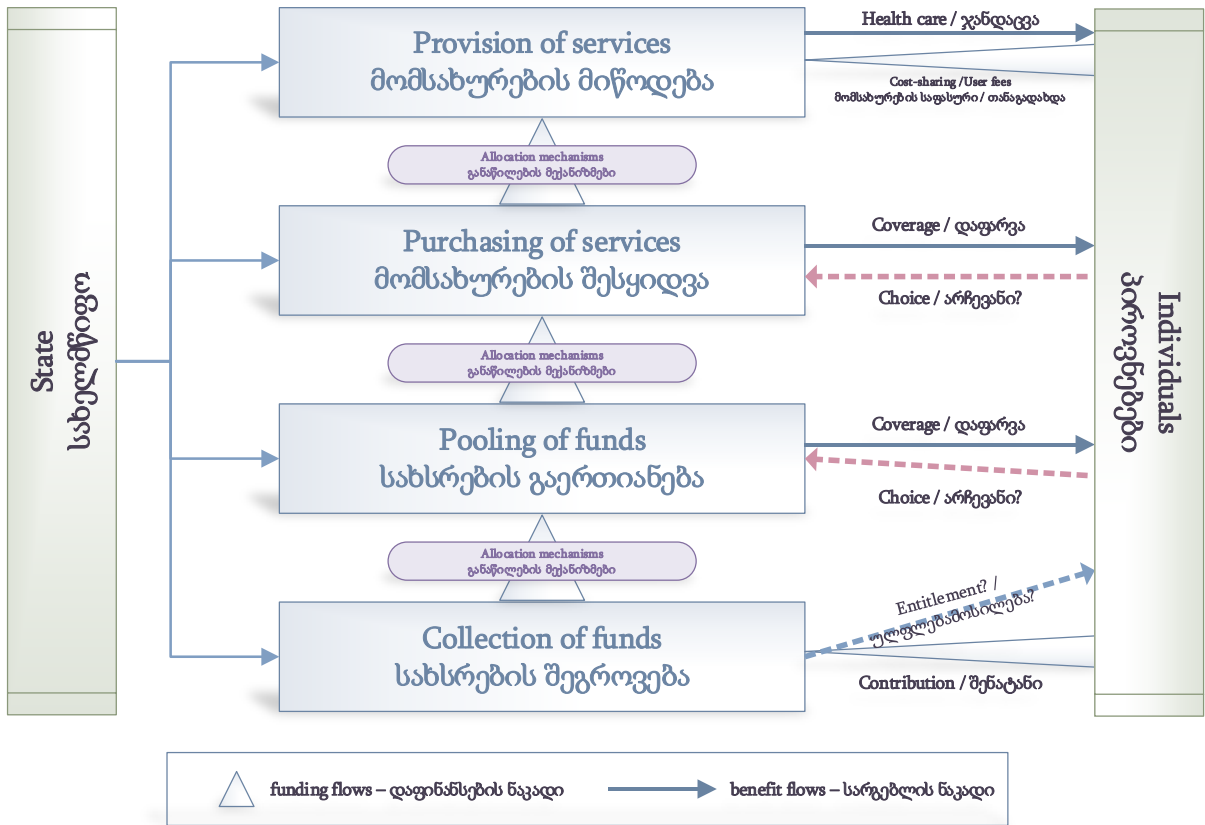 State
სახელმწიფო
Provision of services
მომსახურების მიწოდება
Health care / ჯანდაცვა
Cost-sharing /User fees
მომსახურების საფასური / თანაგადახდა
Allocation mechanisms
განაწილების მექანიზმები
Purchasing of services
მომსახურების შესყიდვა
Coverage / დაფარვა
Choice / არჩევანი?
Allocation mechanisms
განაწილების მექანიზმები
Pooling of funds
სახსრების გაერთიანება
Coverage / დაფარვა
Choice / არჩევანი?
Allocation mechanisms
განაწილების მექანიზმები
Collection of funds
სახსრების შეგროვება
Entitlement? /
ულფლებამოსილება?
Contribution / შენატანი
Individuals
პიროვნებები
funding flows – დაფინანსების ნაკადი
benefit flows – სარგებლის ნაკადი